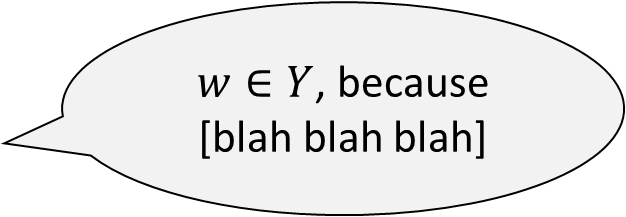 𝑤 ∈ 𝑌, because
[blah blah blah]